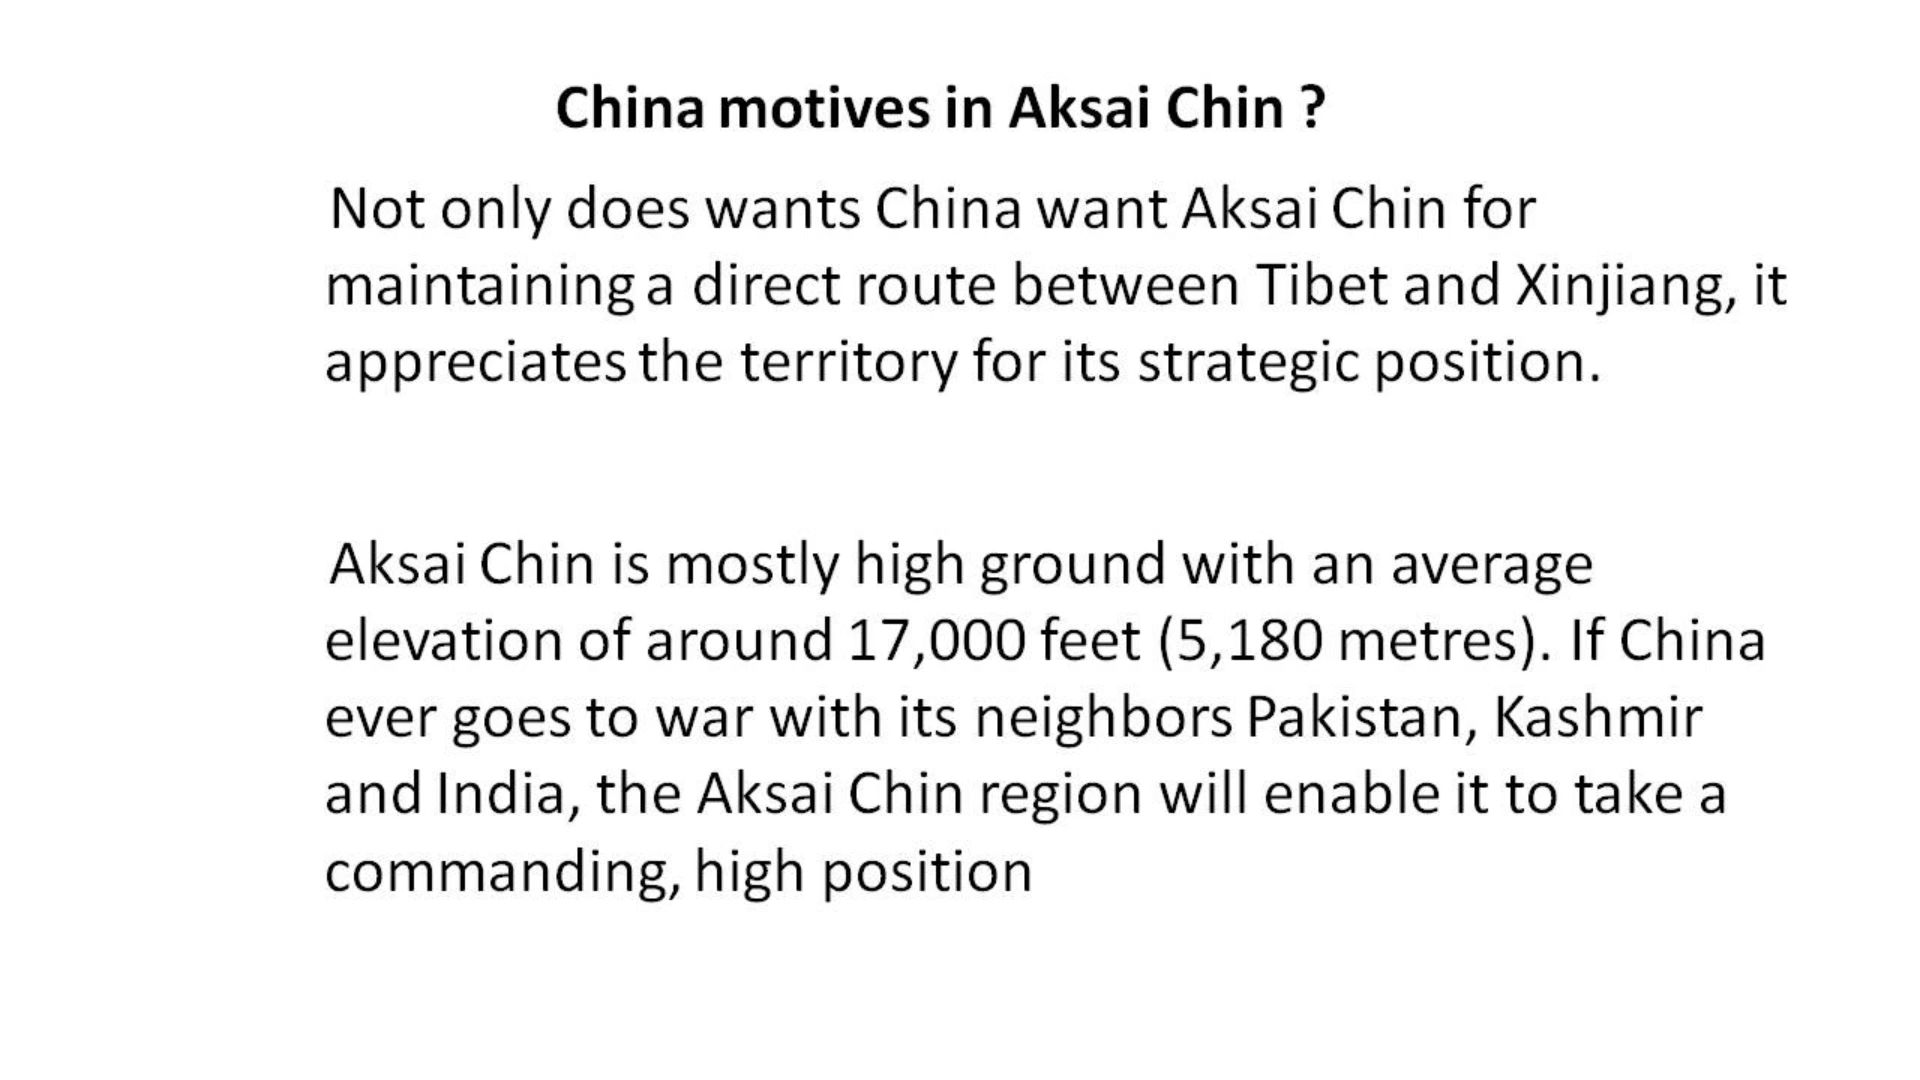 China motives in Aksai Chin ?
Not only does wants China want Aksai Chin for
maintaining a direct route between Tibet and Xinjiang, it
appreciates the territory for its strategic position.
Aksai Chin is mostly high ground with an average
elevation of around 17,000 feet (5,180 metres). If China
ever goes to war with its neighbors Pakistan, Kashmir
and India, the Aksai Chin region will enable it to take a
commanding, high position